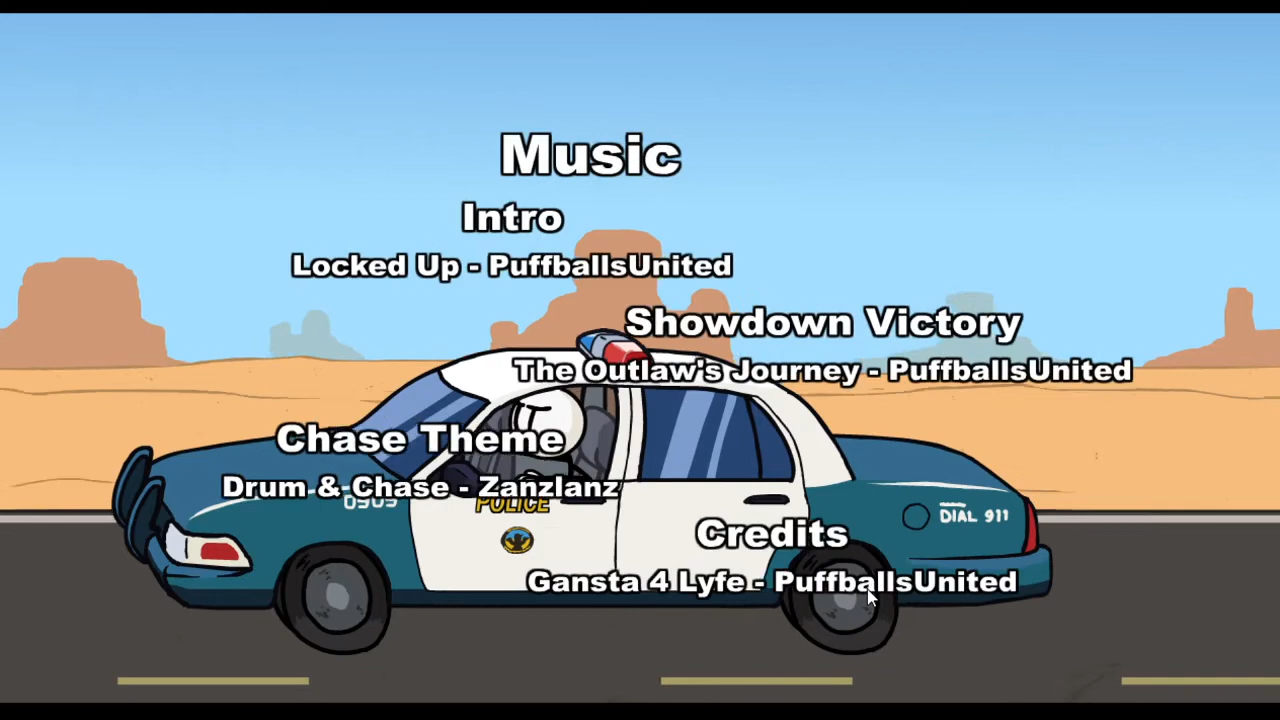 Music
Intro
Locked Up - PuffballsUnited
Showdown Victory
The Outlaw's Journey - PuffballsUnited
Chase Theme
Drum & Chase - Zanzlanz
0909
POLICE
DIAL 911
Credits
Gansta 4 Lyfe - PuffballsUnited